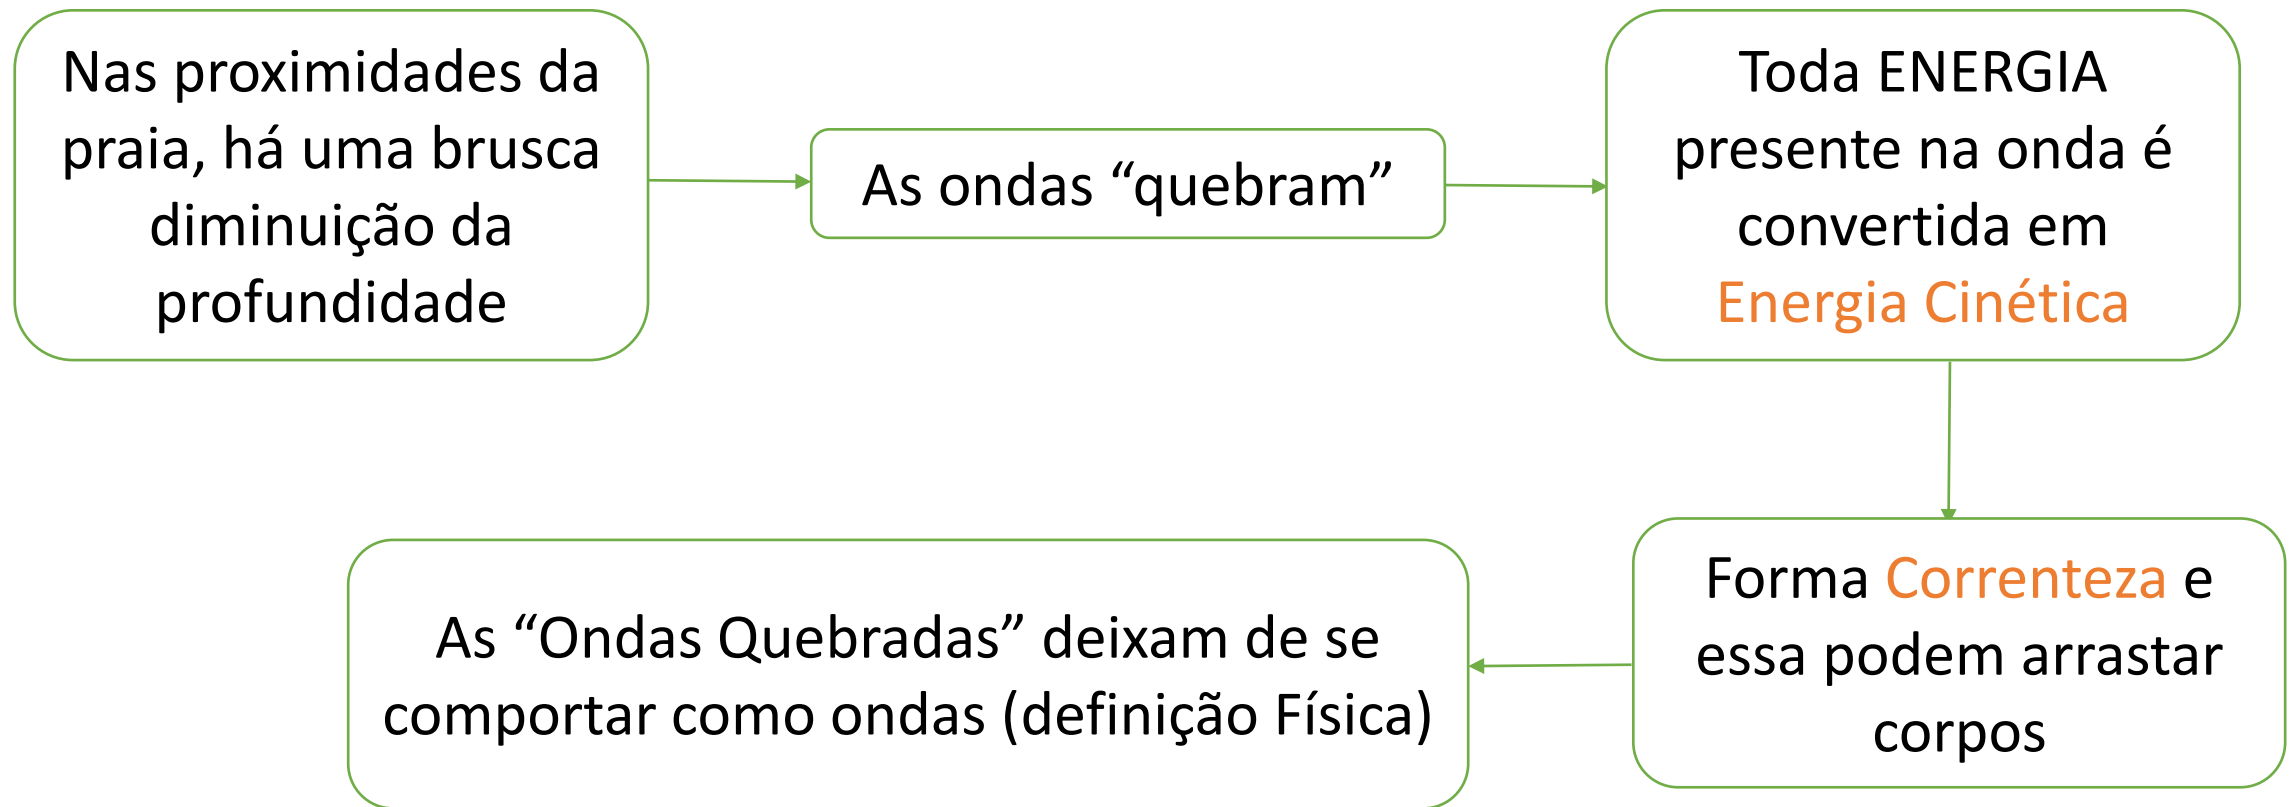 Nas proximidades da
praia, há uma brusca
diminuição da
profundidade
As ondas “quebram”
Toda ENERGIA
presente na onda é
convertida em
Energia Cinética
Forma Correnteza e
essa podem arrastar
corpos
As “Ondas Quebradas” deixam de se
comportar como ondas (definição Física)